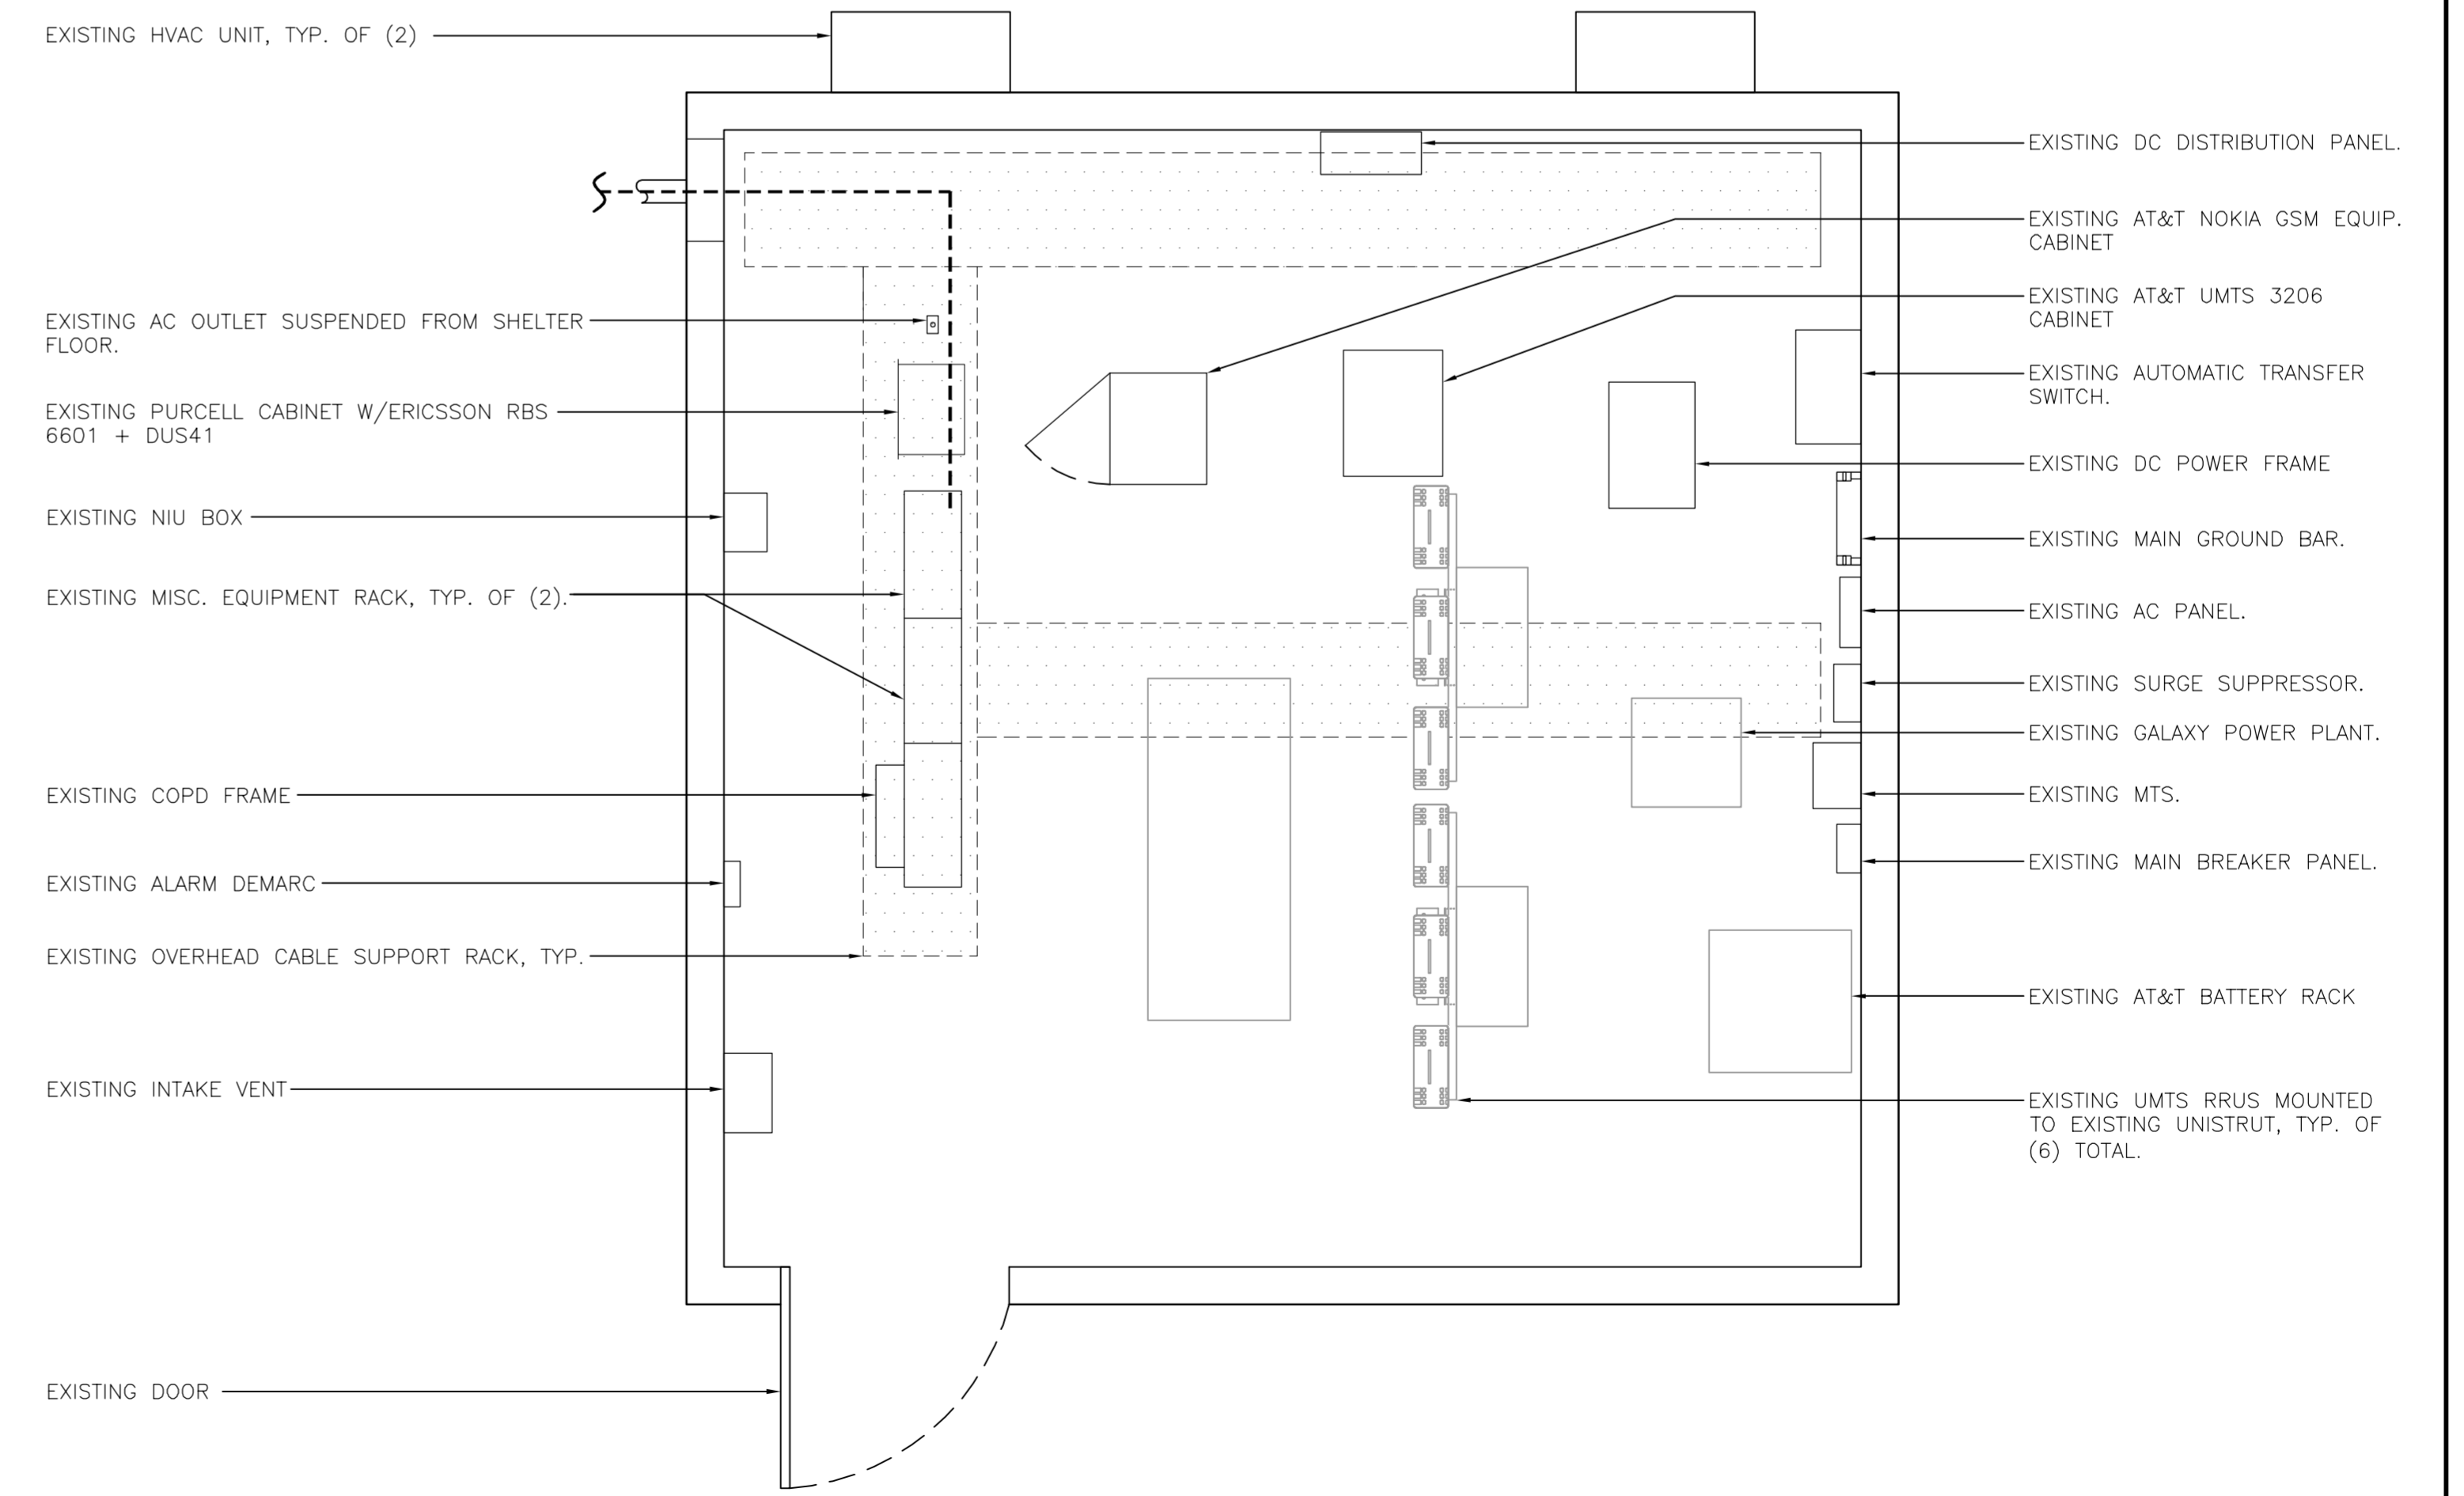 EXISTING HVAC UNIT, TYP. OF (2)
EXISTING AC OUTLET SUSPENDED FROM SHELTER
FLOOR.
EXISTING PURCELL CABINET W/ERICSSON RBS
6601 + DUS41
EXISTING NIU BOX
EXISTING MISC. EQUIPMENT RACK, TYP. OF (2).
EXISTING COPD FRAME
EXISTING ALARM DEMARC
EXISTING OVERHEAD CABLE SUPPORT RACK, TYP.
EXISTING INTAKE VENT
EXISTING DOOR
EXISTING DC DISTRIBUTION PANEL.
EXISTING AT&T NOKIA GSM EQUIP.
CABINET
EXISTING AT&T UMTS 3206
CABINET
EXISTING AUTOMATIC TRANSFER
SWITCH.
EXISTING DC POWER FRAME
EXISTING MAIN GROUND BAR.
EXISTING AC PANEL.
EXISTING SURGE SUPPRESSOR.
EXISTING GALAXY POWER PLANT.
EXISTING MTS.
EXISTING MAIN BREAKER PANEL.
EXISTING AT&T BATTERY RACK
EXISTING UMTS RRUS MOUNTED
TO EXISTING UNISTRUT, TYP. OF
(6) TOTAL.